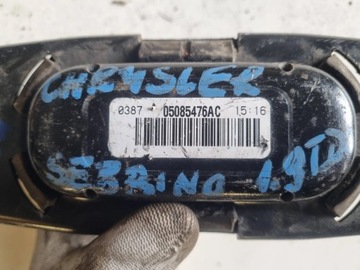 CHRYSLER
0387 05085476AC 15:16
SEBRING 1.9TD